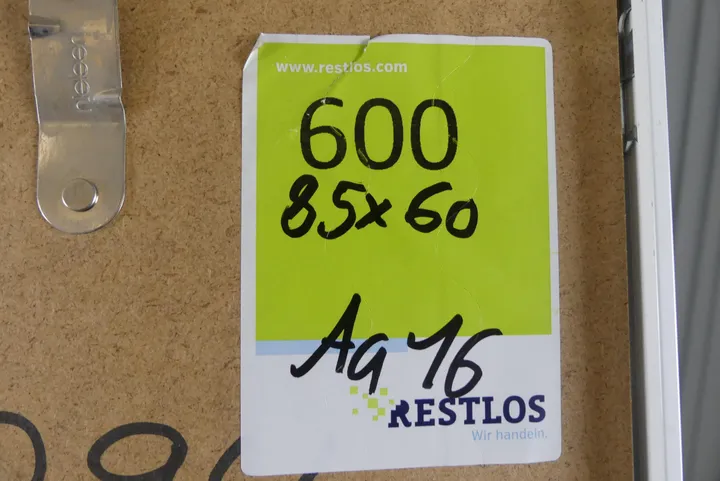 www.restlos.com
600
85x60
Ag 16
RESTLOS
Wir handeln.